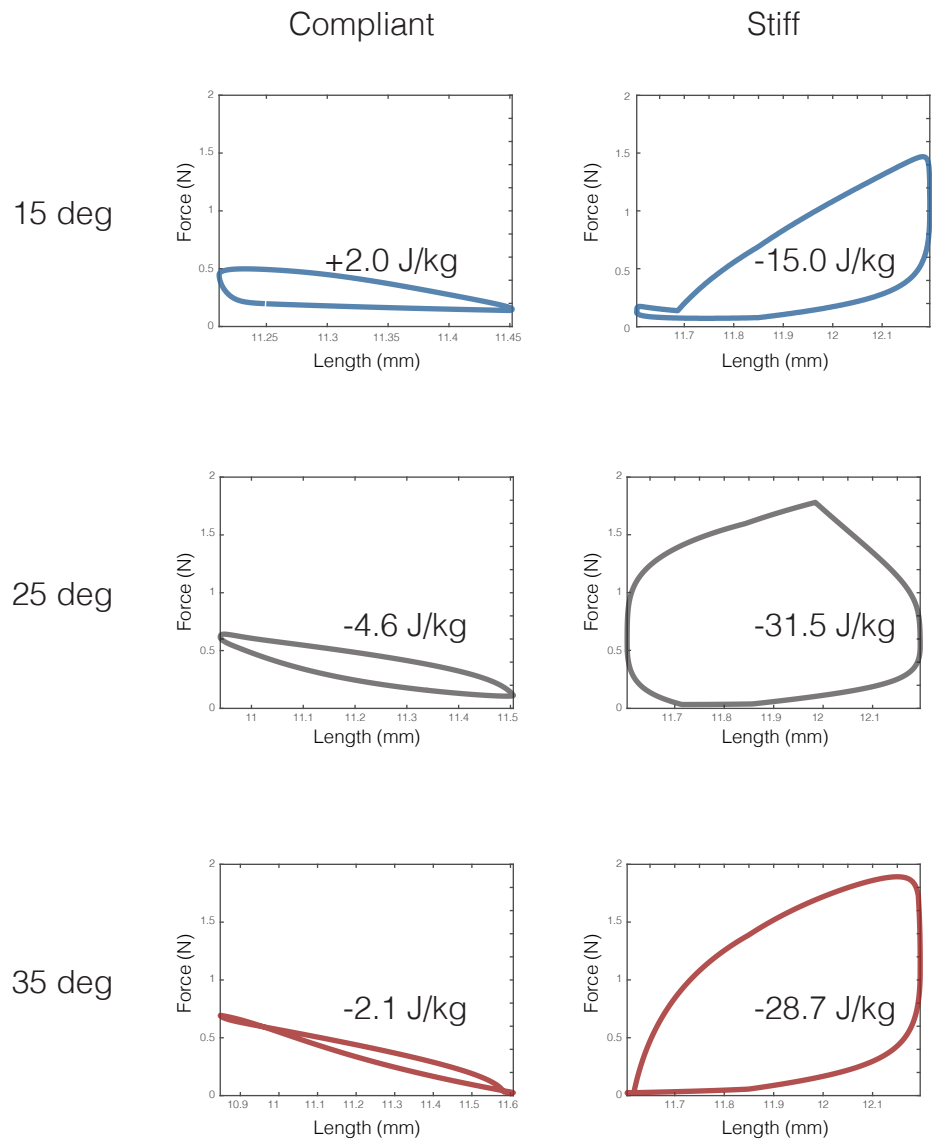 Compliant Stiff
15 deg
2
1.5
1
0.5
0
Force (N)
+2.0 J/kg
11.25 11.3 11.35 11.4 11.45
Length (mm)
2
1.5
1
0.5
0
Force (N)
-15.0 J/kg
11.7 11.8 11.9 12 12.1
Length (mm)
25 deg
2
1.5
1
0.5
0
Force (N)
-4.6 J/kg
11 11.1 11.2 11.3 11.4 11.5
Length (mm)
2
1.5
1
0.5
0
Force (N)
-31.5 J/kg
11.7 11.8 11.9 12 12.1
Length (mm)
35 deg
2
1.5
1
0.5
0
Force (N)
-2.1 J/kg
10.9 11 11.1 11.2 11.3 11.4 11.5 11.6
Length (mm)
2
1.5
1
0.5
0
Force (N)
-28.7 J/kg
11.7 11.8 11.9 12 12.1
Length (mm)